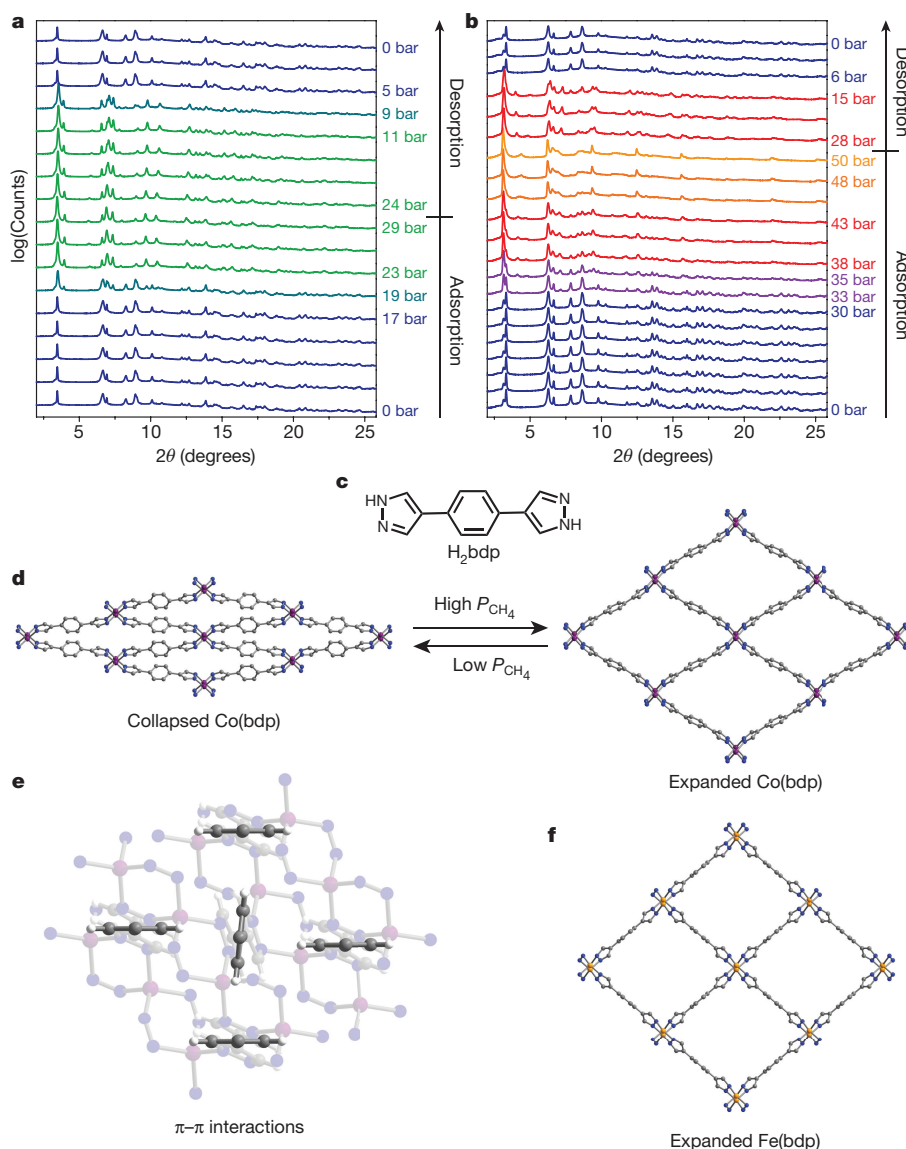 a
0 bar
5 bar
9 bar
11 bar
24 bar
29 bar
23 bar
19 bar
17 bar
0 bar
Desorption
Adsorption
log(Counts)
5 10 15 20 25
2θ (degrees)
b
0 bar
6 bar
15 bar
28 bar
50 bar
48 bar
43 bar
38 bar
35 bar
33 bar
30 bar
0 bar
Desorption
Adsorption
5 10 15 20 25
2θ (degrees)
c
HN
N
N
NH
H₂bdp
d
High P_CH₄
Low P_CH₄
Collapsed Co(bdp)
Expanded Co(bdp)
e
π–π interactions
f
Expanded Fe(bdp)